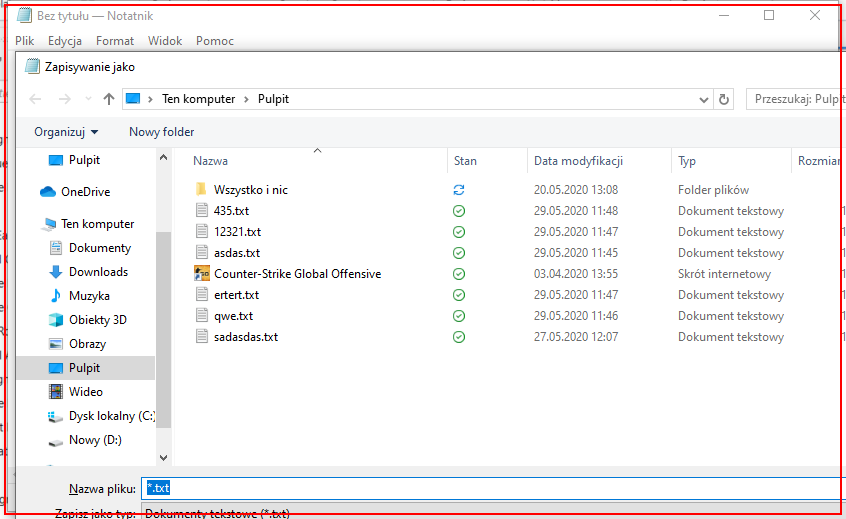 Bez tytułu — Notatnik
Plik Edycja Format Widok Pomoc
Zapisywanie jako
Ten komputer Pulpit
Przeszukaj: Pulpit
Organizuj Nowy folder
Pulpit
OneDrive
Ten komputer
Dokumenty
Downloads
Muzyka
Obiekty 3D
Obrazy
Pulpit
Wideo
Dysk lokalny (C:)
Nowy (D:)
Nazwa Stan Data modyfikacji Typ Rozmiar
Wszystko i nic 20.05.2020 13:08 Folder plików
435.txt 29.05.2020 11:48 Dokument tekstowy
12321.txt 29.05.2020 11:47 Dokument tekstowy
asdas.txt 29.05.2020 11:45 Dokument tekstowy
Counter-Strike Global Offensive 03.04.2020 13:55 Skrót internetowy
ertert.txt 29.05.2020 11:47 Dokument tekstowy
qwe.txt 29.05.2020 11:46 Dokument tekstowy
sadasdas.txt 27.05.2020 12:07 Dokument tekstowy
Nazwa pliku: *.txt
Zapisz jako typ: Dokumenty tekstowe (*.txt)